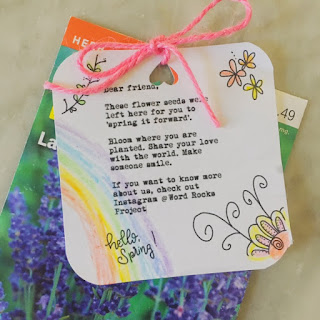 HE
.49
La
Dear friend,
These flower seeds were
left here for you to
'spring it forward'.
Bloom where you are
planted. Share your love
with the world. Make
someone smile.
If you want to know more
about us, check out
Instagram @Word Rocks
Project
hello,
Spring!